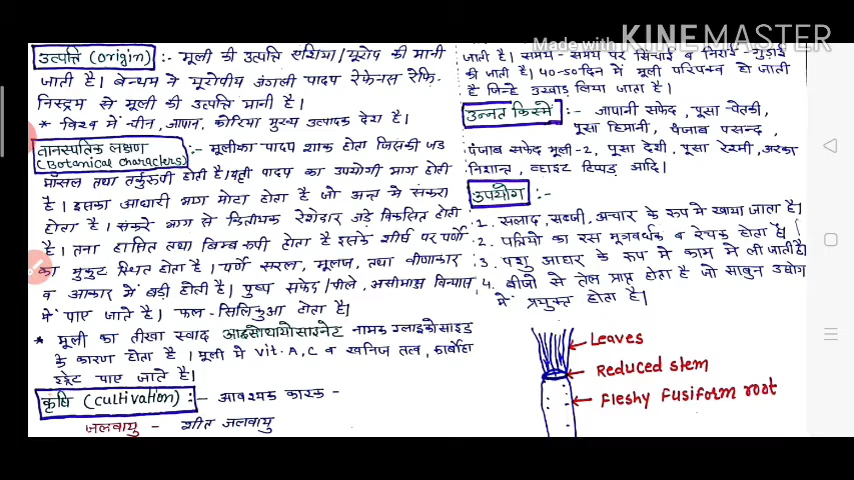 Made with KINEMASTER
उत्पत्ति (origin) :- मूली की उत्पत्ति एशिया/यूरोप की मानी
जाती है। बेन्थम ने यूरोपीय जंगली पादप रेफेनस रेफि-
निस्ट्रम से मूली की उत्पत्ति मानी है।
* विश्व में चीन, जापान, कोरिया मुख्य उत्पादक देश है।
वानस्पतिक लक्षण :- मूली का पादप शाक होता जिसकी जड
(Botanical characters)
माँसल तथा तर्कुरूपी होती है। यही पादप का उपयोगी भाग होती
है। इसका आधारी भाग मोटा होता है जो अन्त मे संकरा
होता है। संकरे भाग से द्वितीयक रेशेदार जड़े विकसित होती
है। तना ह्रासित तथा बिम्ब रुपी होता है इसके शीर्ष पर पर्णो
का मुकुट स्थित होता है। पर्णे सरल, मूलज, तथा वीणाकार
व आकार में बड़ी होती है। पुष्प सफेद/पीले, असीमाक्ष विन्यास
में पाए जाते है। फल - सिलिकुआ होता है।
* मूली का तीखा स्वाद आइसोथायोसाइनेट नामक ग्लाइकोसाइड
के कारण होता है। मूली मे Vit. A, C व खनिज तत्व, कार्बोहा
इड्रेट पाए जाते है।
कृषि (cultivation) :- आवश्यक कारक -
जलवायु - शीत जलवायु
जाती है। समय - समय पर सिंचाई व निराई - गुडाई
की जाती है। 40-50 दिन में मूली परिपक्व हो जाती
है जिन्हे उखाड़ लिया जाता है।
उन्नत किस्मे :- जापानी सफेद, पूसा चेतकी,
पूसा हिमानी, पंजाब पसन्द,
पंजाब सफेद मूली-2, पूसा देशी, पूसा रेश्मी, अरका
निशान्त, व्हाइट टिप्पड आदि।
उपयोग :-
1. सलाद, सब्जी, अचार के रूप मे खाया जाता है।
2. पत्तियो का रस मूत्रवर्धक व रेचक होता है।
3. पशु आहार के रूप में काम में ली जाती है।
4. बीजो से तेल प्राप्त होता है जो साबुन उद्योग
में प्रयुक्त होता है।
Leaves
Reduced stem
Fleshy Fusiform root